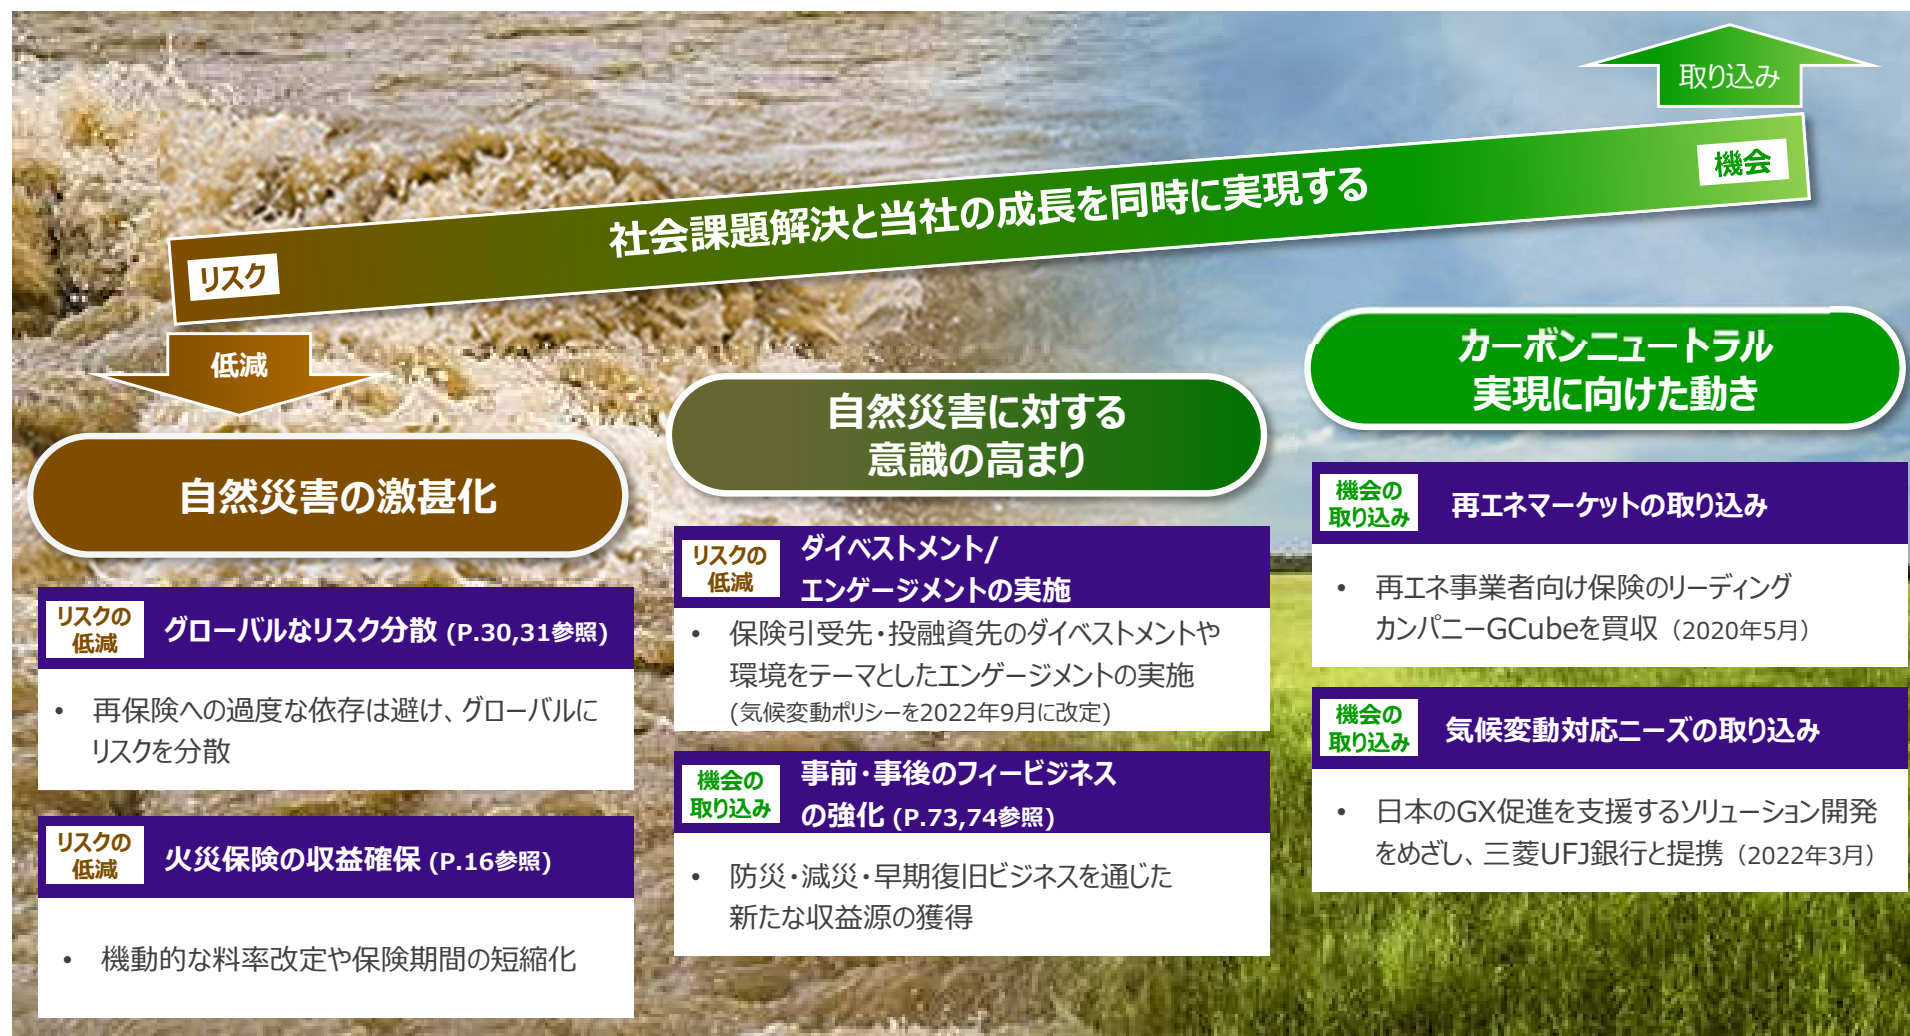 取り込み
機会
社会課題解決と当社の成長を同時に実現する
リスク
低減
自然災害の激甚化
リスクの
低減
グローバルなリスク分散 (P.30,31参照)
• 再保険への過度な依存は避け、グローバルに
リスクを分散
リスクの
低減
火災保険の収益確保 (P.16参照)
• 機動的な料率改定や保険期間の短縮化
自然災害に対する
意識の高まり
リスクの
低減
ダイベストメント/
エンゲージメントの実施
• 保険引受先・投融資先のダイベストメントや
環境をテーマとしたエンゲージメントの実施
(気候変動ポリシーを2022年9月に改定)
機会の
取り込み
事前・事後のフィービジネス
の強化 (P.73,74参照)
• 防災・減災・早期復旧ビジネスを通じた
新たな収益源の獲得
カーボンニュートラル
実現に向けた動き
機会の
取り込み
再エネマーケットの取り込み
• 再エネ事業者向け保険のリーディング
カンパニーGCubeを買収（2020年5月）
機会の
取り込み
気候変動対応ニーズの取り込み
• 日本のGX促進を支援するソリューション開発
をめざし、三菱UFJ銀行と提携（2022年3月）